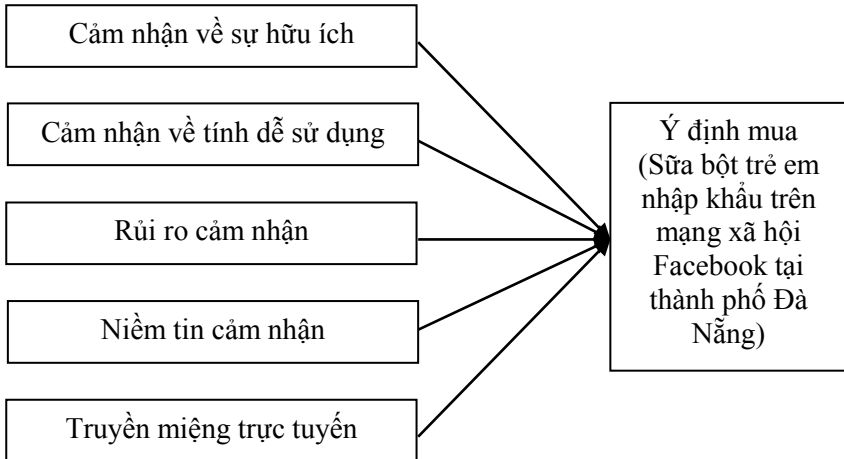 Cảm nhận về sự hữu ích
Cảm nhận về tính dễ sử dụng
Rủi ro cảm nhận
Niềm tin cảm nhận
Truyền miệng trực tuyến
Ý định mua
(Sữa bột trẻ em
nhập khẩu trên
mạng xã hội
Facebook tại
thành phố Đà
Nẵng)